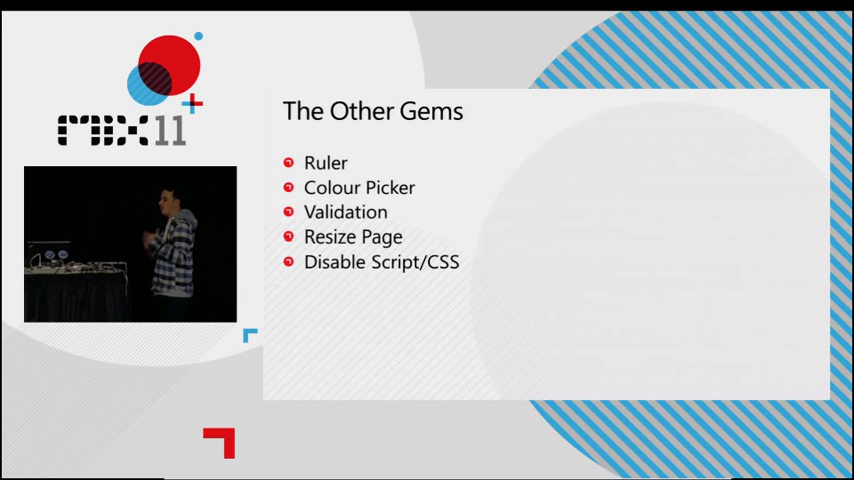 MIX11
The Other Gems
Ruler
Colour Picker
Validation
Resize Page
Disable Script/CSS